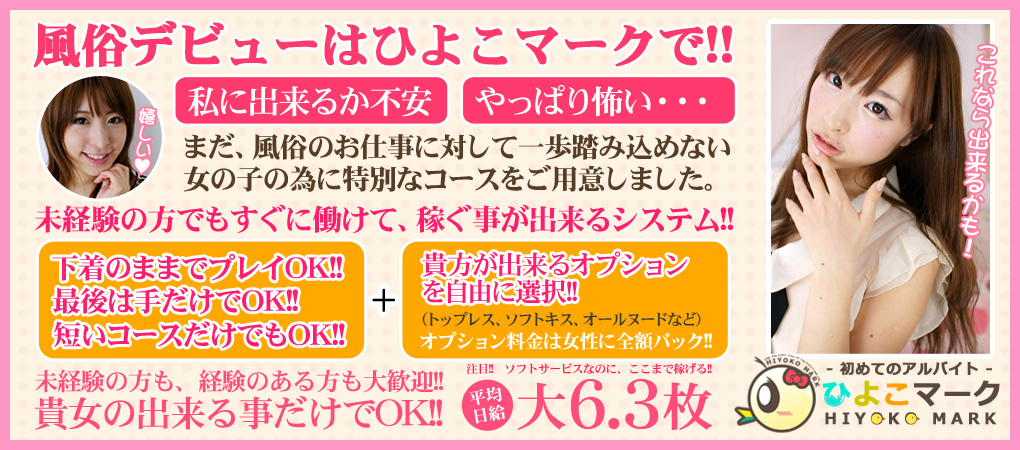 風俗デビューはひよこマークで!!
嬉しい♥
私に出来るか不安
やっぱり怖い・・・
まだ、風俗のお仕事に対して一歩踏み込めない
女の子の為に特別なコースをご用意しました。
未経験の方でもすぐに働けて、稼ぐ事が出来るシステム!!
下着のままでプレイOK!!
最後は手だけでOK!!
短いコースだけでもOK!!
+
貴方が出来るオプション
を自由に選択!!
(トップレス、ソフトキス、オールヌードなど)
オプション料金は女性に全額バック!!
未経験の方も、経験のある方も大歓迎!!
貴女の出来る事だけでOK!!
注目!! ソフトサービスなのに、ここまで稼げる!!
平均
日給
大6.3枚
これなら出来るかも!
HIYOKO MARK
- 初めてのアルバイト -
ひよこマーク
HIYOKO MARK